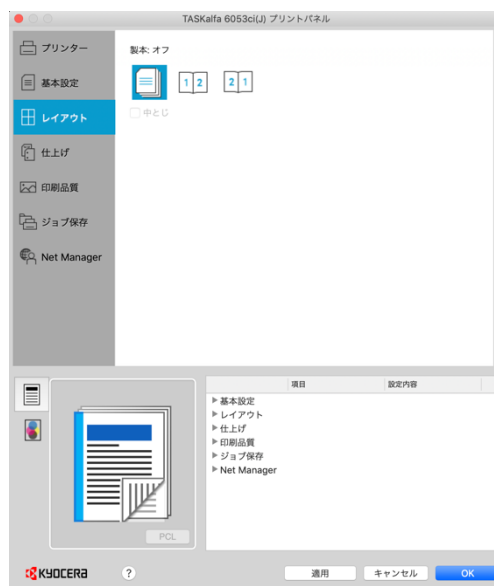 TASKalfa 6053ci(J) プリントパネル
プリンター
基本設定
レイアウト
仕上げ
印刷品質
ジョブ保存
Net Manager
製本: オフ
1 2
2 1
中とじ
項目
設定内容
基本設定
レイアウト
仕上げ
印刷品質
ジョブ保存
Net Manager
PCL
KYOCERA
?
適用
キャンセル
OK